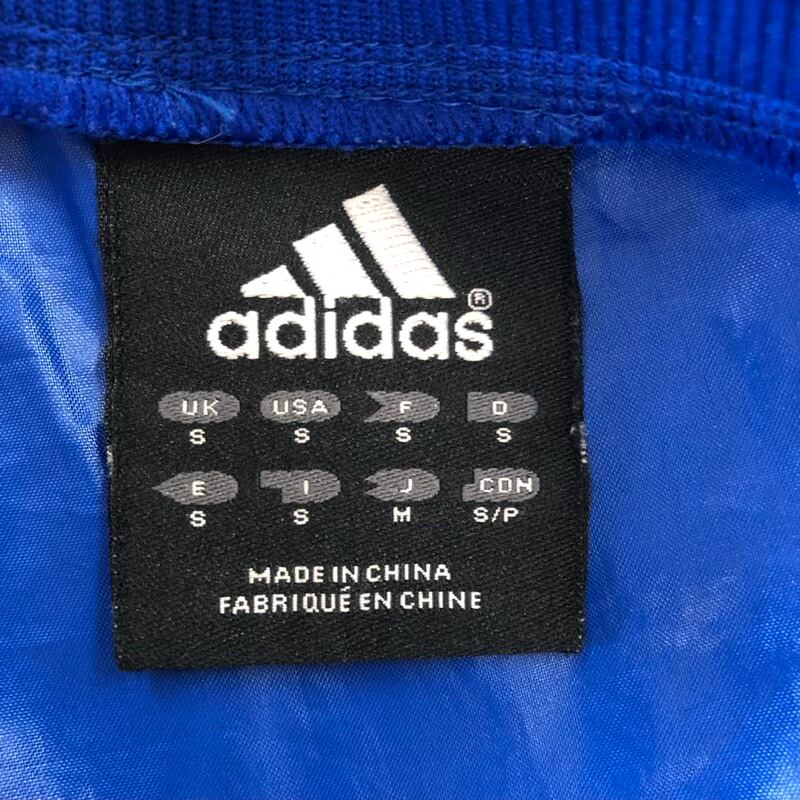 adidas®
UK USA F D
S S S S
E I J CDN
S S M S/P
MADE IN CHINA
FABRIQUÉ EN CHINE